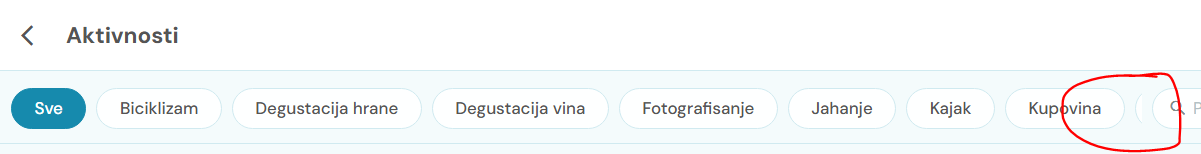 Aktivnosti
Sve Biciklizam Degustacija hrane Degustacija vina Fotografisanje Jahanje Kajak Kupovina P